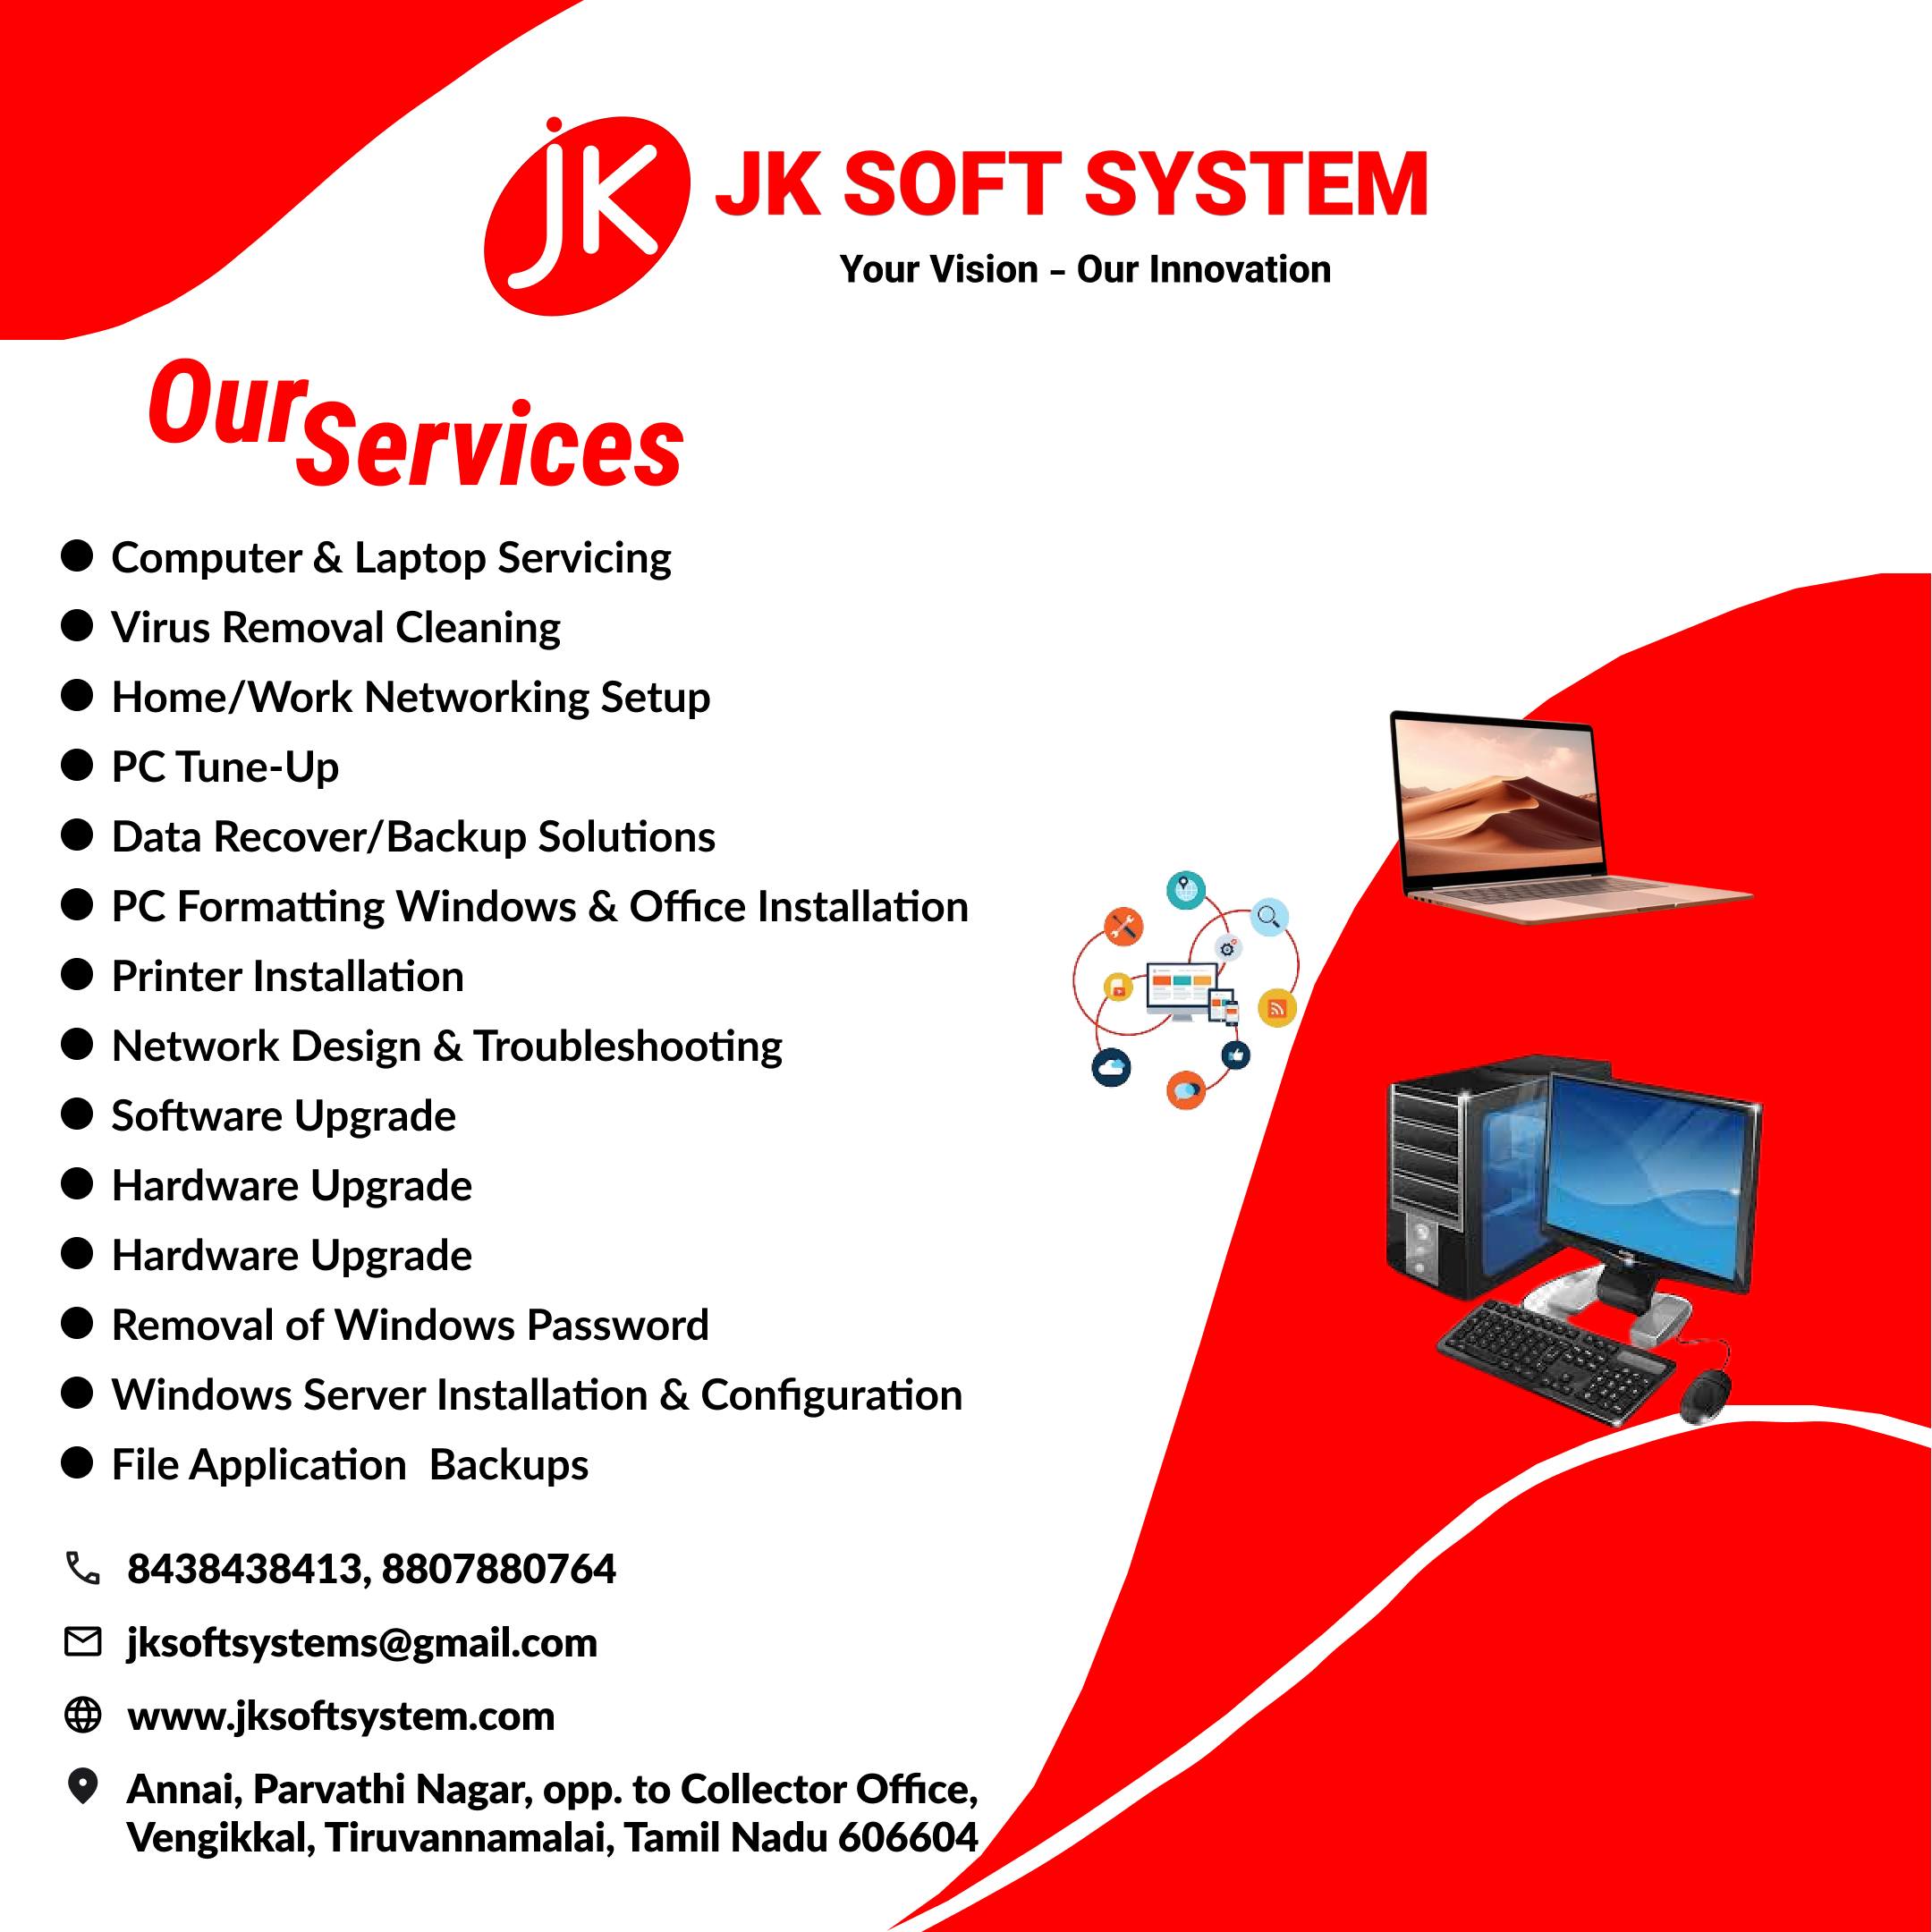 jK
JK SOFT SYSTEM
Your Vision - Our Innovation
Our Services
Computer & Laptop Servicing
Virus Removal Cleaning
Home/Work Networking Setup
PC Tune-Up
Data Recover/Backup Solutions
PC Formatting Windows & Office Installation
Printer Installation
Network Design & Troubleshooting
Software Upgrade
Hardware Upgrade
Hardware Upgrade
Removal of Windows Password
Windows Server Installation & Configuration
File Application  Backups
8438438413, 8807880764
jksoftsystems@gmail.com
www.jksoftsystem.com
Annai, Parvathi Nagar, opp. to Collector Office,
Vengikkal, Tiruvannamalai, Tamil Nadu 606604